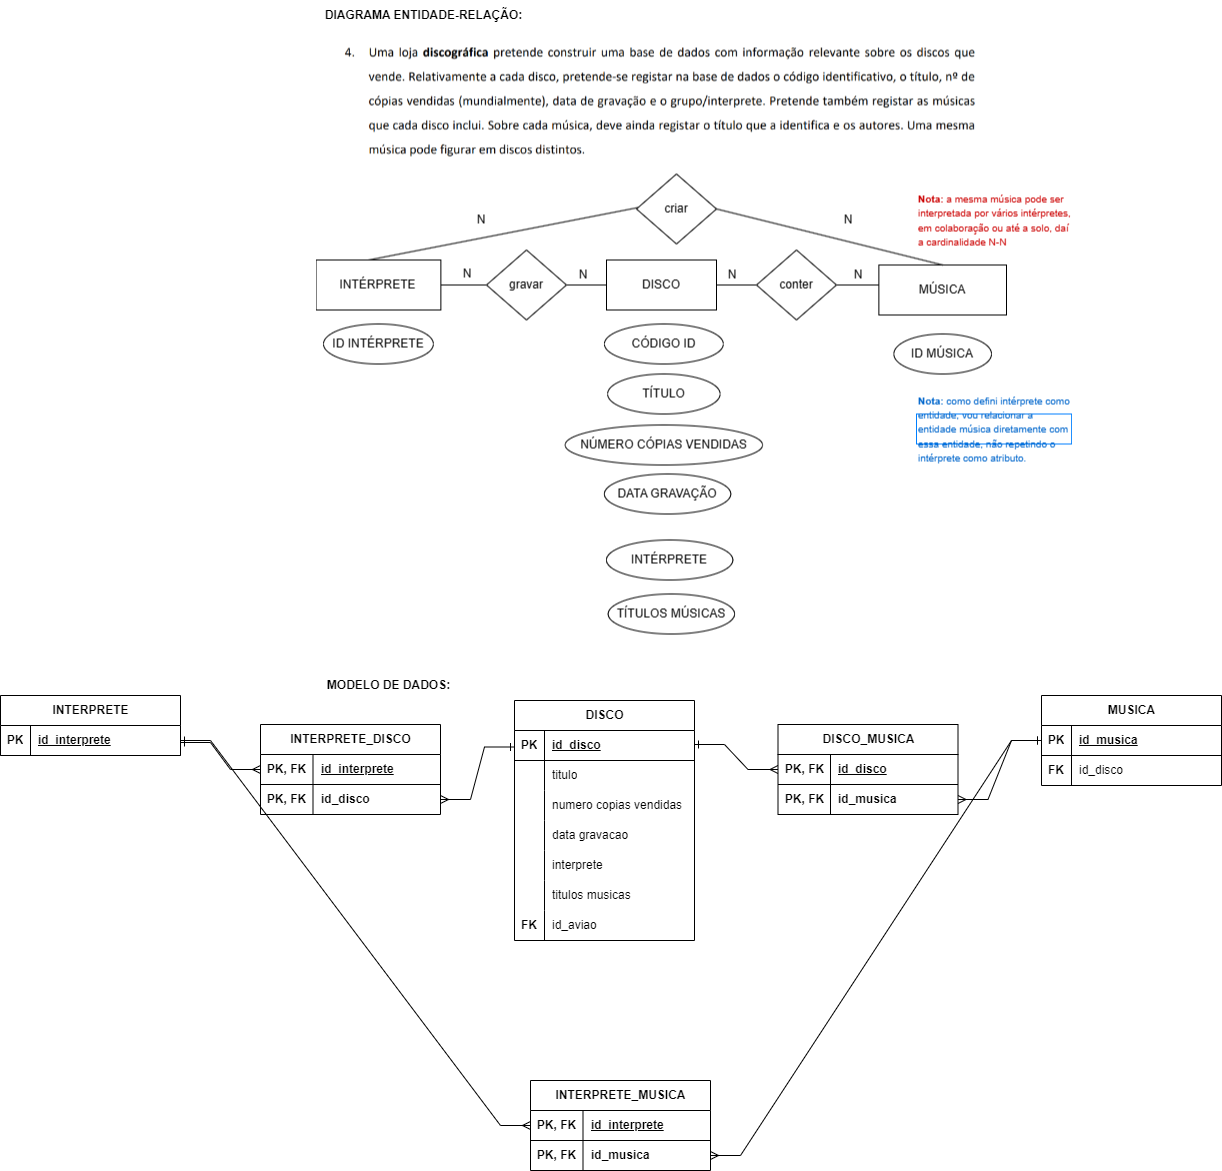 DIAGRAMA ENTIDADE-RELAÇÃO:
4. Uma loja discográfica pretende construir uma base de dados com informação relevante sobre os discos que
vende. Relativamente a cada disco, pretende-se registar na base de dados o código identificativo, o título, nº de
cópias vendidas (mundialmente), data de gravação e o grupo/interprete. Pretende também registar as músicas
que cada disco inclui. Sobre cada música, deve ainda registar o título que a identifica e os autores. Uma mesma
música pode figurar em discos distintos.
criar
N
N
Nota: a mesma música pode ser
interpretada por vários intérpretes,
em colaboração ou até a solo, daí
a cardinalidade N-N
INTÉRPRETE
N
gravar
N
DISCO
N
conter
N
MÚSICA
ID INTÉRPRETE
CÓDIGO ID
ID MÚSICA
TÍTULO
NÚMERO CÓPIAS VENDIDAS
DATA GRAVAÇÃO
INTÉRPRETE
TÍTULOS MÚSICAS
Nota: como defini intérprete como
entidade, vou relacionar a
entidade música diretamente com
essa entidade, não repetindo o
intérprete como atributo.
MODELO DE DADOS:
INTERPRETE
PK id_interprete
INTERPRETE_DISCO
PK, FK id_interprete
PK, FK id_disco
DISCO
PK id_disco
titulo
numero copias vendidas
data gravacao
interprete
titulos musicas
FK id_aviao
DISCO_MUSICA
PK, FK id_disco
PK, FK id_musica
MUSICA
PK id_musica
FK id_disco
INTERPRETE_MUSICA
PK, FK id_interprete
PK, FK id_musica